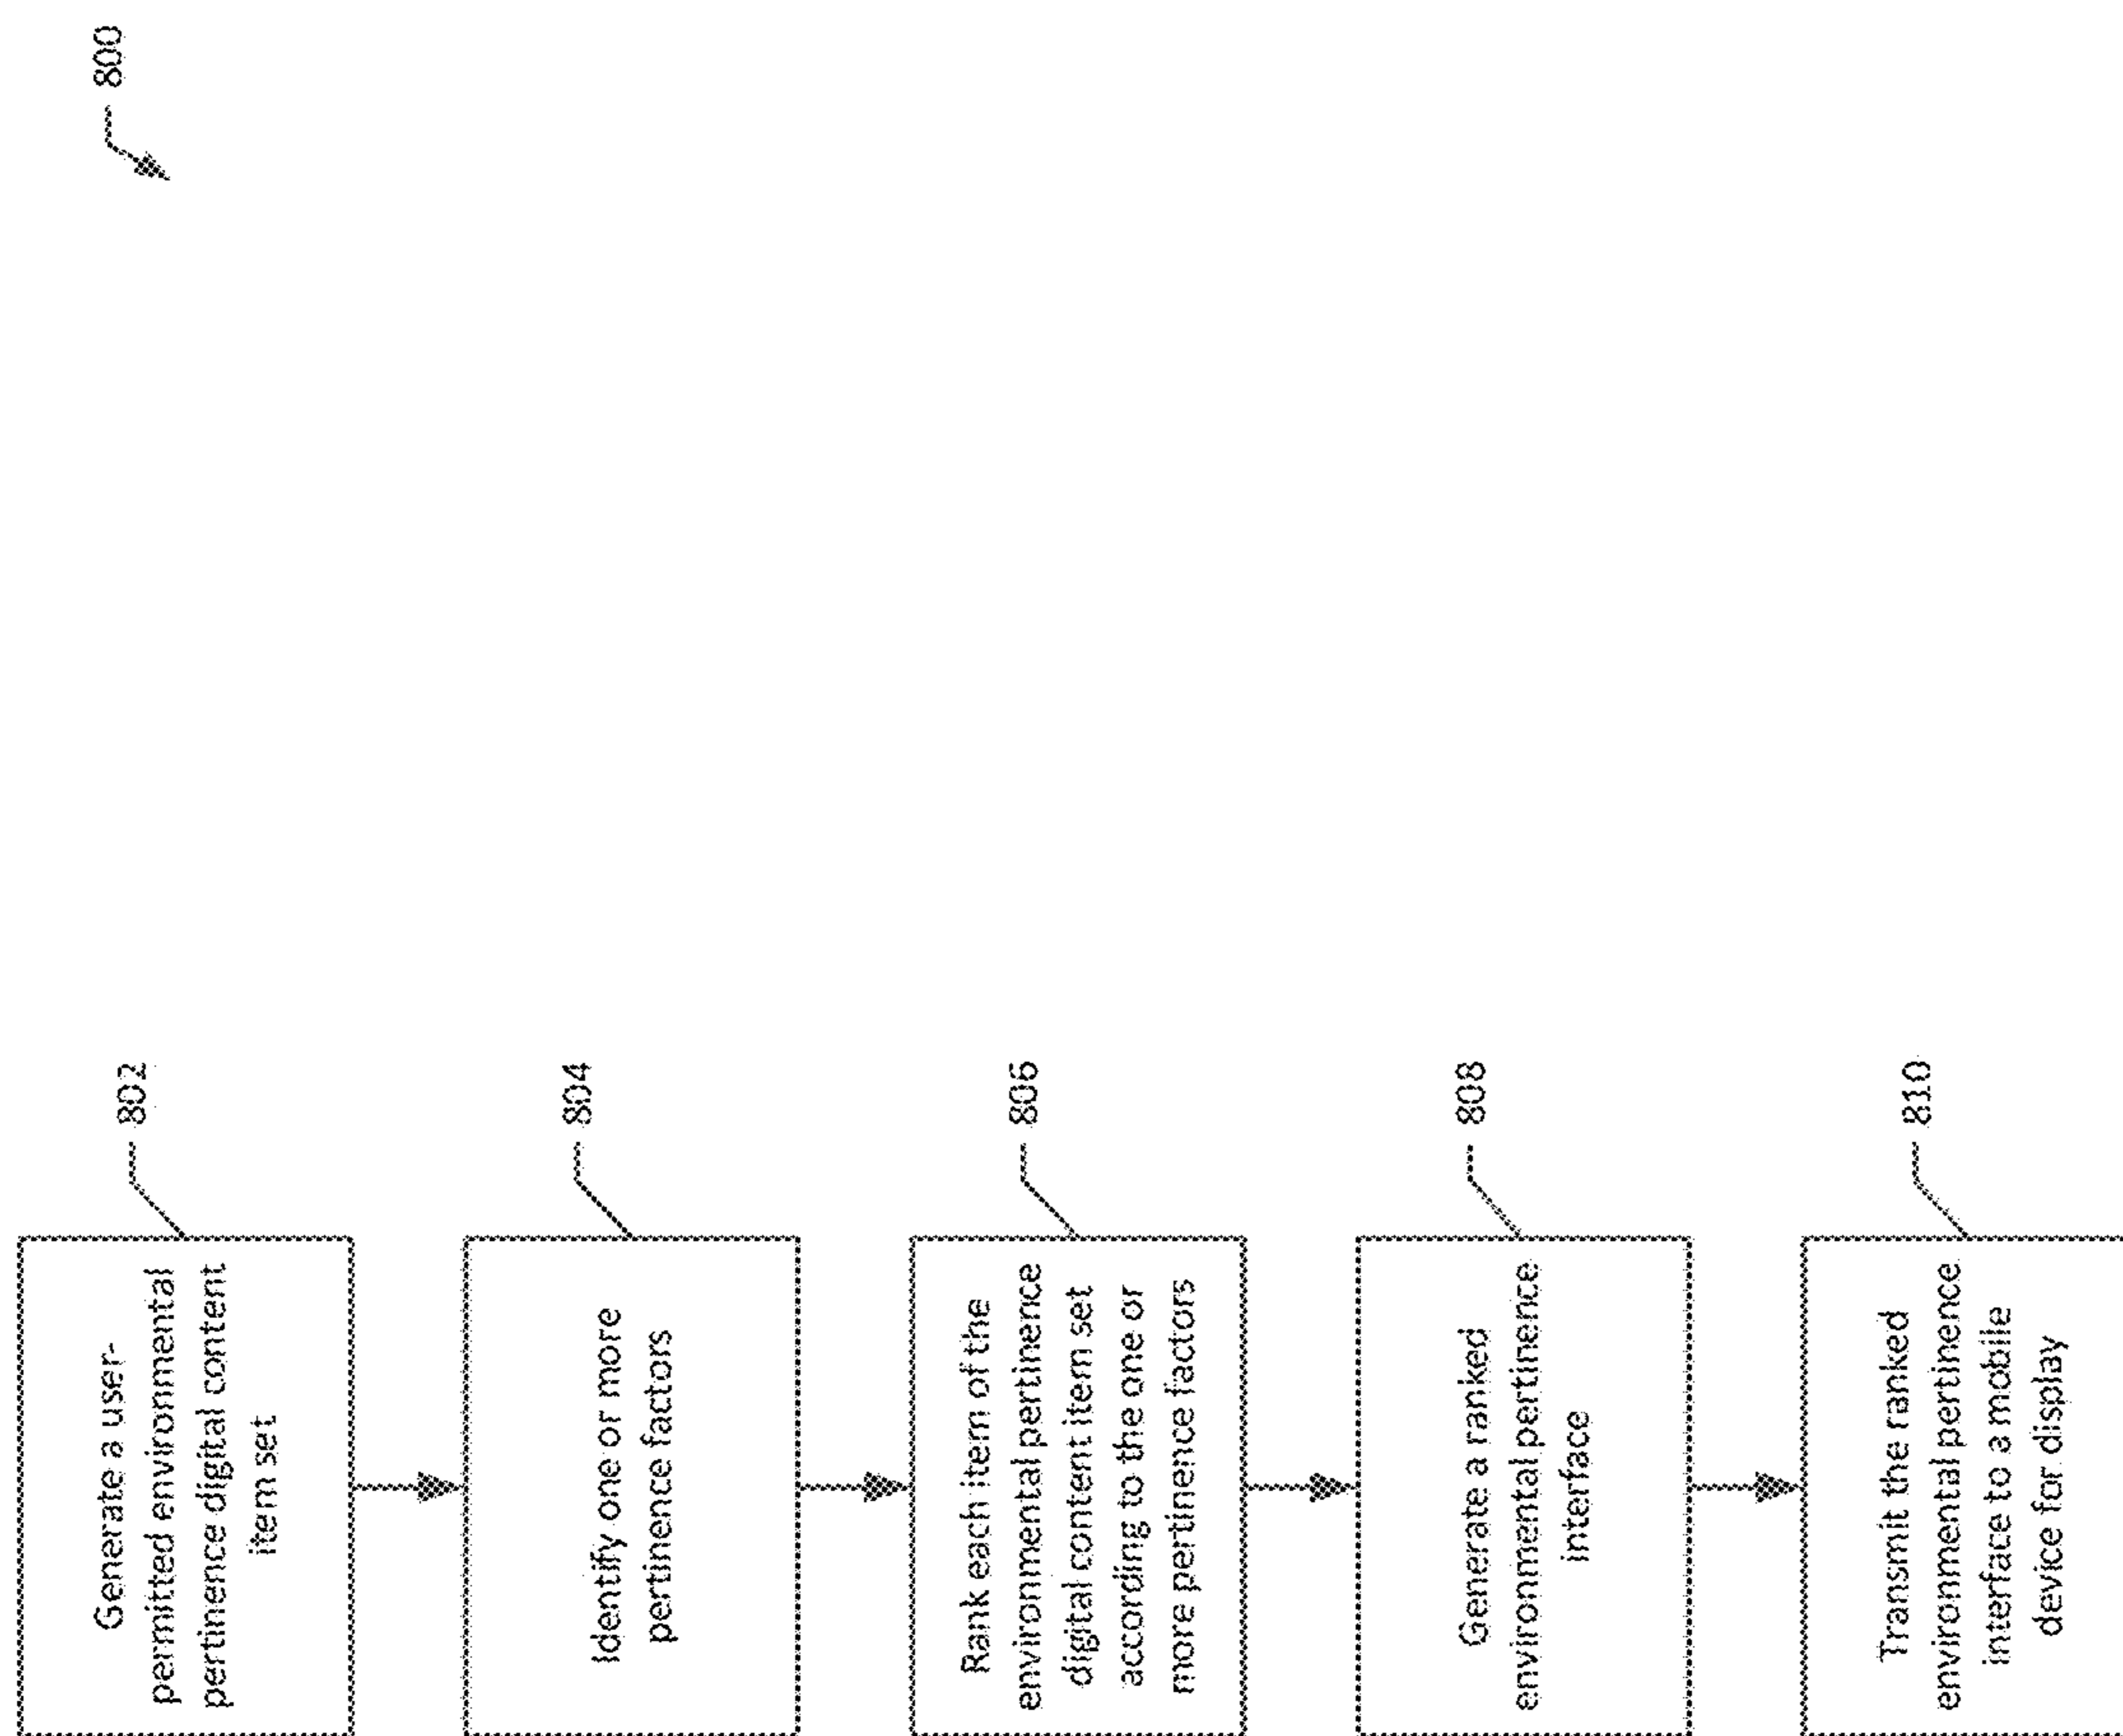 800
802
Generate a user-
permitted environmental
pertinence digital content
item set
804
Identify one or more
pertinence factors
806
Rank each item of the
environmental pertinence
digital content item set
according to the one or
more pertinence factors
808
Generate a ranked
environmental pertinence
interface
810
Transmit the ranked
environmental pertinence
interface to a mobile
device for display